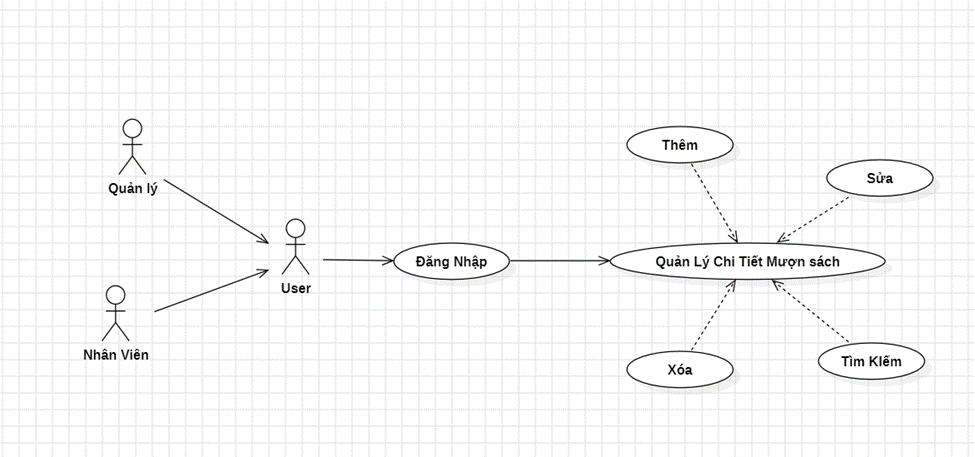 Thêm
Sửa
Quản lý
Đăng Nhập
Quản Lý Chi Tiết Mượn sách
User
Nhân Viên
Xóa
Tìm KIếm